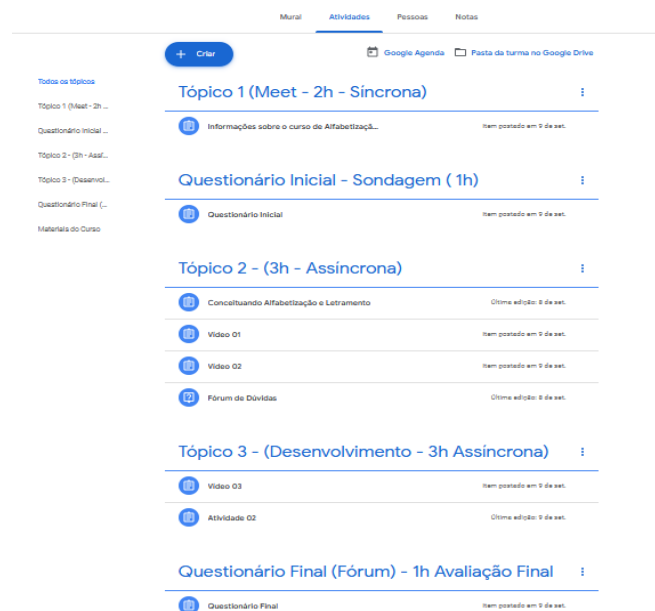 Mural Atividades Pessoas Notas
+ Criar
Google Agenda Pasta da turma no Google Drive
Todos os tópicos
Tópico 1 (Meet - 2h ...
Questionário Inicial ...
Tópico 2 - (3h - Assí...
Tópico 3 - (Desenvol...
Questionário Final (...
Materiais do Curso
Tópico 1 (Meet - 2h - Síncrona)
Informações sobre o curso de Alfabetizaçã... Item postado em 9 de set.
Questionário Inicial - Sondagem ( 1h)
Questionário Inicial Item postado em 9 de set.
Tópico 2 - (3h - Assíncrona)
Conceituando Alfabetização e Letramento Última edição: 8 de set.
Vídeo 01 Item postado em 9 de set.
Vídeo 02 Item postado em 9 de set.
Fórum de Dúvidas Última edição: 8 de set.
Tópico 3 - (Desenvolvimento - 3h Assíncrona)
Vídeo 03 Item postado em 9 de set.
Atividade 02 Última edição: 9 de set.
Questionário Final (Fórum) - 1h Avaliação Final
Questionário Final Item postado em 9 de set.